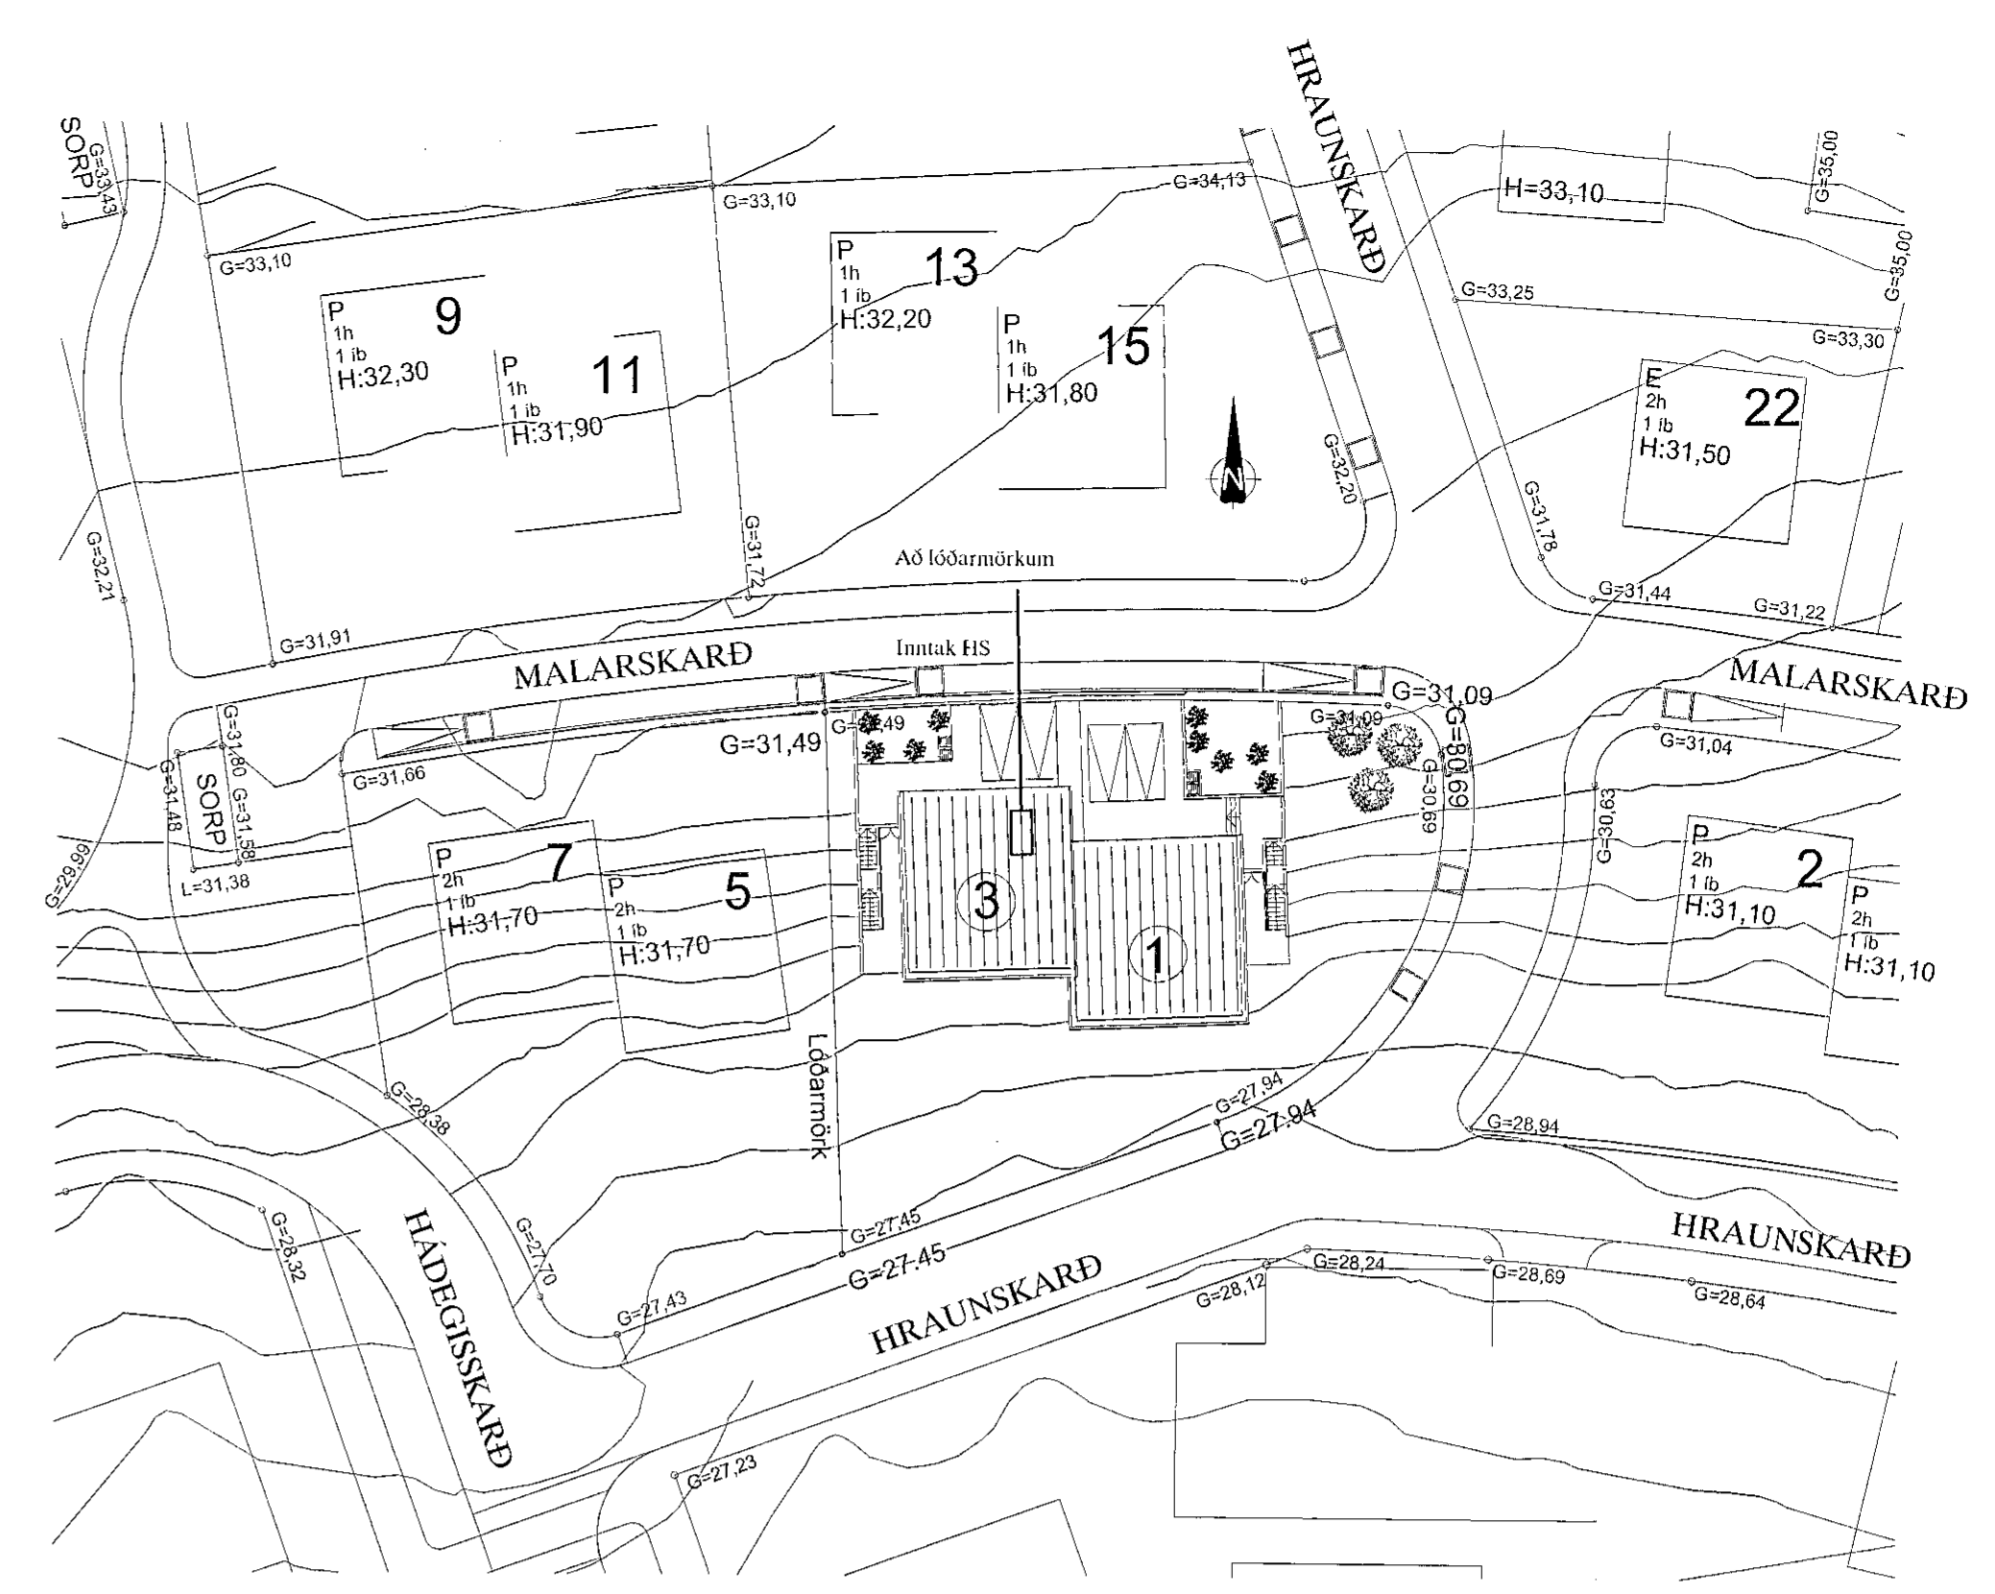 HRAUNSKARÐ
SORP
G=33,43
G=33,10
G=34,13
H=33,10
G=35,00
G=35,00
G=33,10
P
1h
1 íb
H:32,30
9
P
1h
1 íb
H:31,90
11
P
1h
1 íb
H:32,20
13
P
1h
1 íb
H:31,80
15
G=33,25
G=33,30
E
2h
1 íb
H:31,50
22
N
G=32,20
G=31,78
G=32,21
G=31,72
Að lóðarmörkum
G=31,44
G=31,22
G=31,91
MALARSKARÐ
Inntak HS
MALARSKARÐ
G=31,09
G=31,09
G=31,80
G=31,49
G=31,49
G=31,04
G=31,66
G=31,48
SORP
G=31,58
L=31,38
G=30,69
G=30,69
G=30,63
G=29,99
P
2h
1 íb
H:31,70
7
P
2h
1 íb
H:31,70
5
3
1
P
2h
1 íb
H:31,10
2
P
2h
1 íb
H:31,10
Lóðarmörk
G=28,38
G=27,94
G=27.94
G=28,94
G=28,32
HÁDEGISSKARÐ
G=27,70
G=27,45
G=27.45
HRAUNSKARÐ
HRAUNSKARÐ
G=27,43
G=28,12
G=28,24
G=28,69
G=28,64
G=27,23